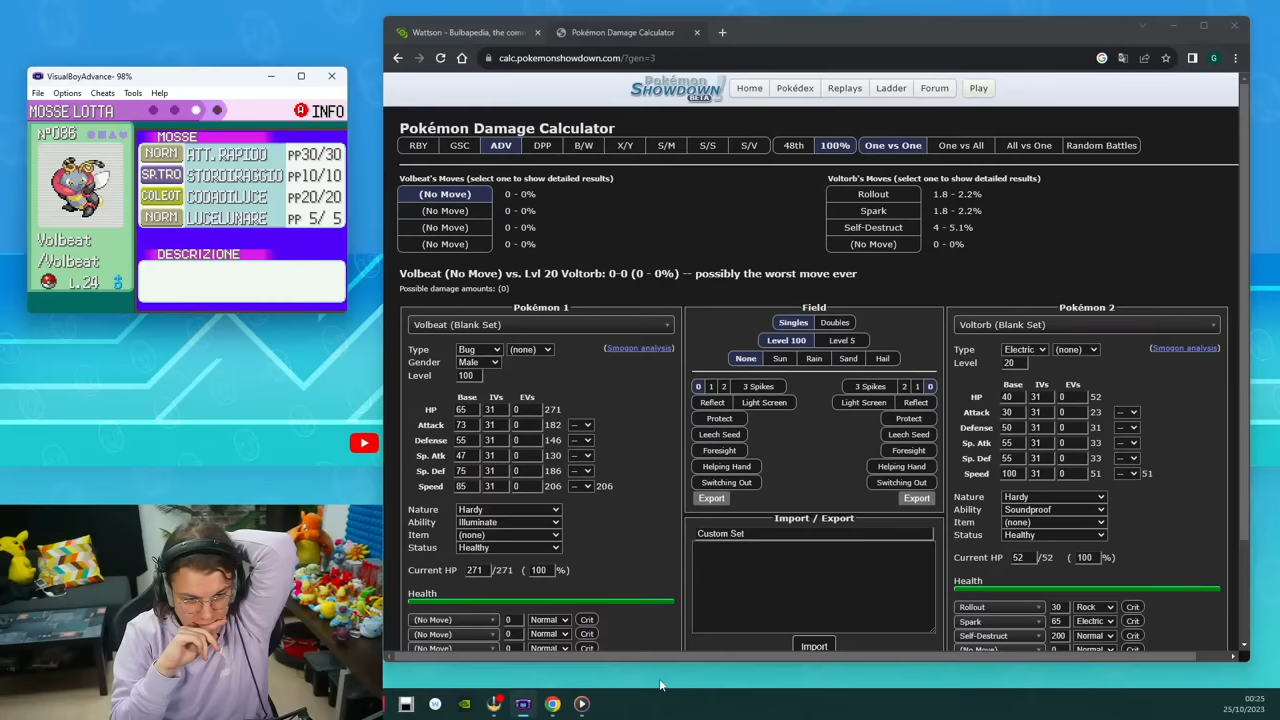 Wattson - Bulbapedia, the com
Pokémon Damage Calculator
calc.pokemonshowdown.com/?gen=3
G
VisualBoyAdvance- 98%
File Options Cheats Tools Help
MOSSE LOTTA
A INFO
Nº086
MOSSE
NORM ATT. RAPIDO PP30/30
SP.TRO STORDIRAGGIO PP10/10
COLEOT CODADILUCE PP20/20
NORM LUCELUNARE PP 5/ 5
Volbeat
/Volbeat
L.24
DESCRIZIONE
Pokémon
SHOWDOWN!
BETA
Home Pokédex Replays Ladder Forum Play
Pokémon Damage Calculator
RBY GSC ADV DPP B/W X/Y S/M S/S S/V 48th 100% One vs One One vs All All vs One Random Battles
Volbeat's Moves (select one to show detailed results)
(No Move) 0 - 0%
(No Move) 0 - 0%
(No Move) 0 - 0%
(No Move) 0 - 0%
Voltorb's Moves (select one to show detailed results)
Rollout 1.8 - 2.2%
Spark 1.8 - 2.2%
Self-Destruct 4 - 5.1%
(No Move) 0 - 0%
Volbeat (No Move) vs. Lvl 20 Voltorb: 0-0 (0 - 0%) -- possibly the worst move ever
Possible damage amounts: (0)
Pokémon 1
Volbeat (Blank Set)
Type Bug (none) (Smogon analysis)
Gender Male
Level 100
Base IVs EVs
HP 65 31 0 271
Attack 73 31 0 182 --
Defense 55 31 0 146 --
Sp. Atk 47 31 0 130 --
Sp. Def 75 31 0 186 --
Speed 85 31 0 206 -- 206
Nature Hardy
Ability Illuminate
Item (none)
Status Healthy
Current HP 271 /271 ( 100 %)
Health
(No Move) 0 Normal Crit
(No Move) 0 Normal Crit
(No Move) 0 Normal Crit
Field
Singles Doubles
Level 100 Level 5
None Sun Rain Sand Hail
0 1 2 3 Spikes 3 Spikes 2 1 0
Reflect Light Screen Light Screen Reflect
Protect Protect
Leech Seed Leech Seed
Foresight Foresight
Helping Hand Helping Hand
Switching Out Switching Out
Export Export
Import / Export
Custom Set
Import
Pokémon 2
Voltorb (Blank Set)
Type Electric (none) (Smogon analysis)
Level 20
Base IVs EVs
HP 40 31 0 52
Attack 30 31 0 23 --
Defense 50 31 0 31 --
Sp. Atk 55 31 0 33 --
Sp. Def 55 31 0 33 --
Speed 100 31 0 51 -- 51
Nature Hardy
Ability Soundproof
Item (none)
Status Healthy
Current HP 52 /52 ( 100 %)
Health
Rollout 30 Rock Crit
Spark 65 Electric Crit
Self-Destruct 200 Normal Crit
(No Move) 0 Normal Crit
00:25
25/10/2023